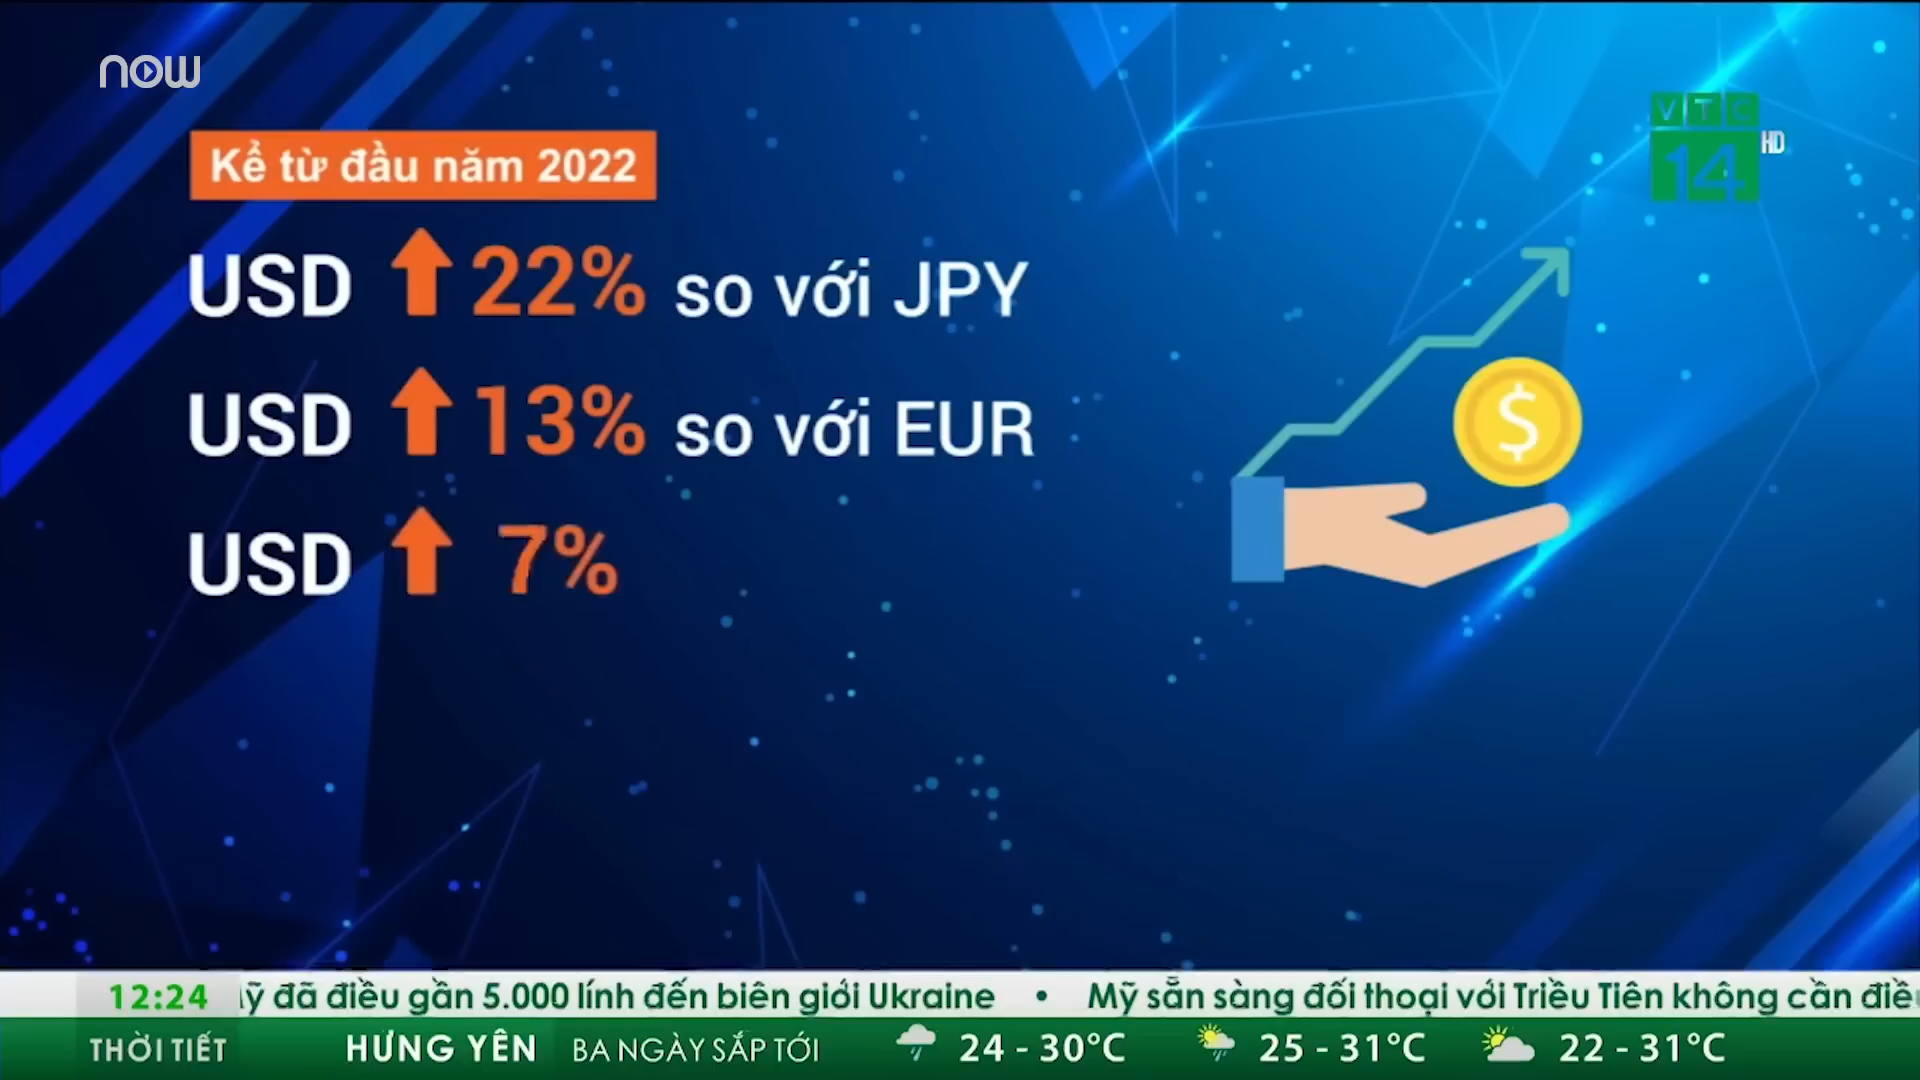 now
VTC
14 HD
Kể từ đầu năm 2022
USD 22% so với JPY
USD 13% so với EUR
USD 7%
$
12:24 đã điều gần 5.000 lính đến biên giới Ukraine • Mỹ sẵn sàng đối thoại với Triều Tiên không cần
THỜI TIẾT HƯNG YÊN BA NGÀY SẮP TỚI 24 - 30°C 25 - 31°C 22 - 31°C